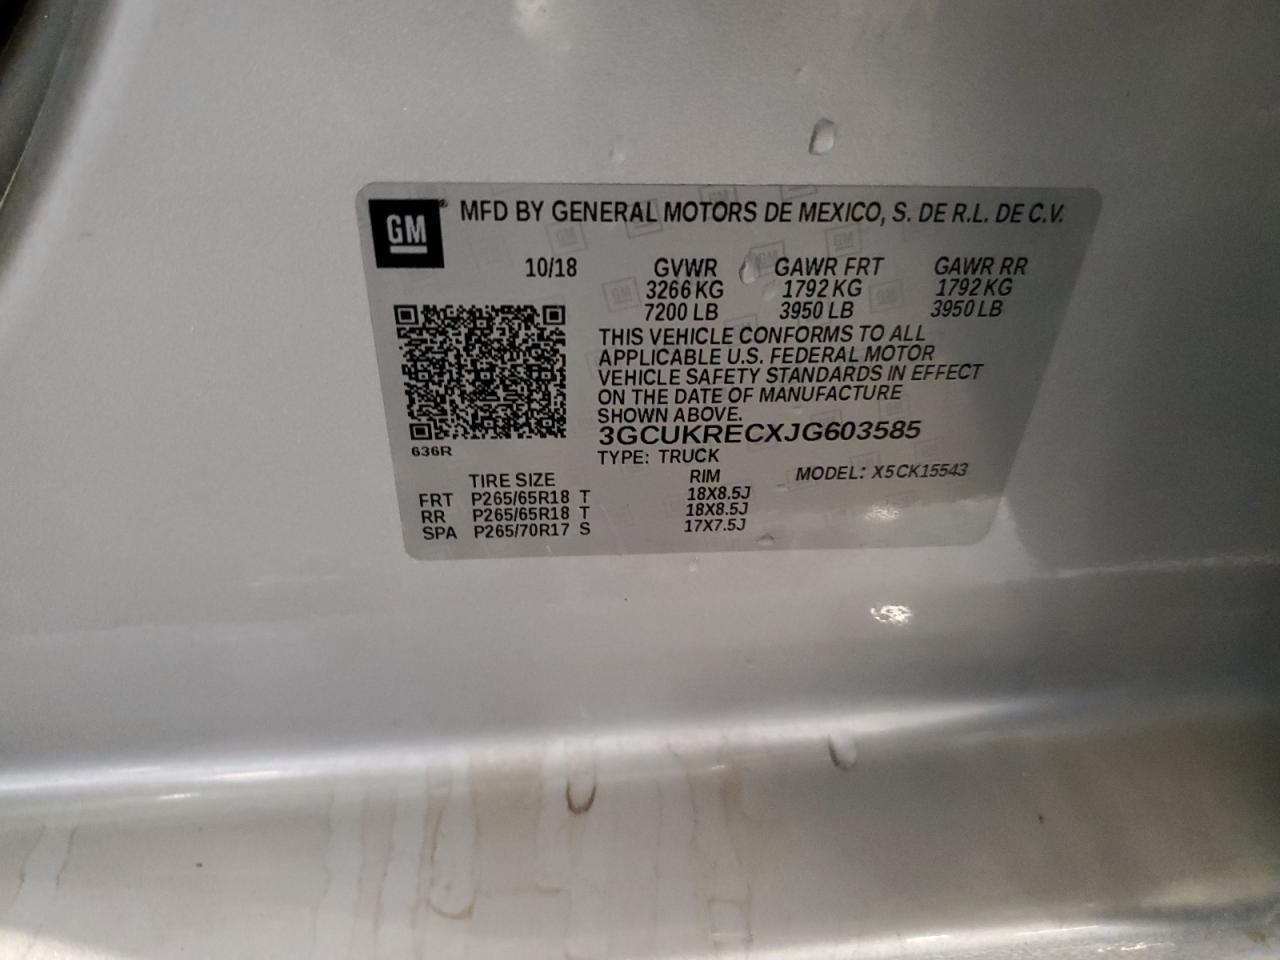 GM® MFD BY GENERAL MOTORS DE MEXICO, S. DE R.L. DE C.V.
10/18 GVWR GAWR FRT GAWR RR
3266 KG 1792 KG 1792 KG
7200 LB 3950 LB 3950 LB
THIS VEHICLE CONFORMS TO ALL
APPLICABLE U.S. FEDERAL MOTOR
VEHICLE SAFETY STANDARDS IN EFFECT
ON THE DATE OF MANUFACTURE
SHOWN ABOVE.
3GCUKRECXJG603585
636R
TYPE: TRUCK
TIRE SIZE RIM MODEL: X5CK15543
FRT P265/65R18 T 18X8.5J
RR P265/65R18 T 18X8.5J
SPA P265/70R17 S 17X7.5J